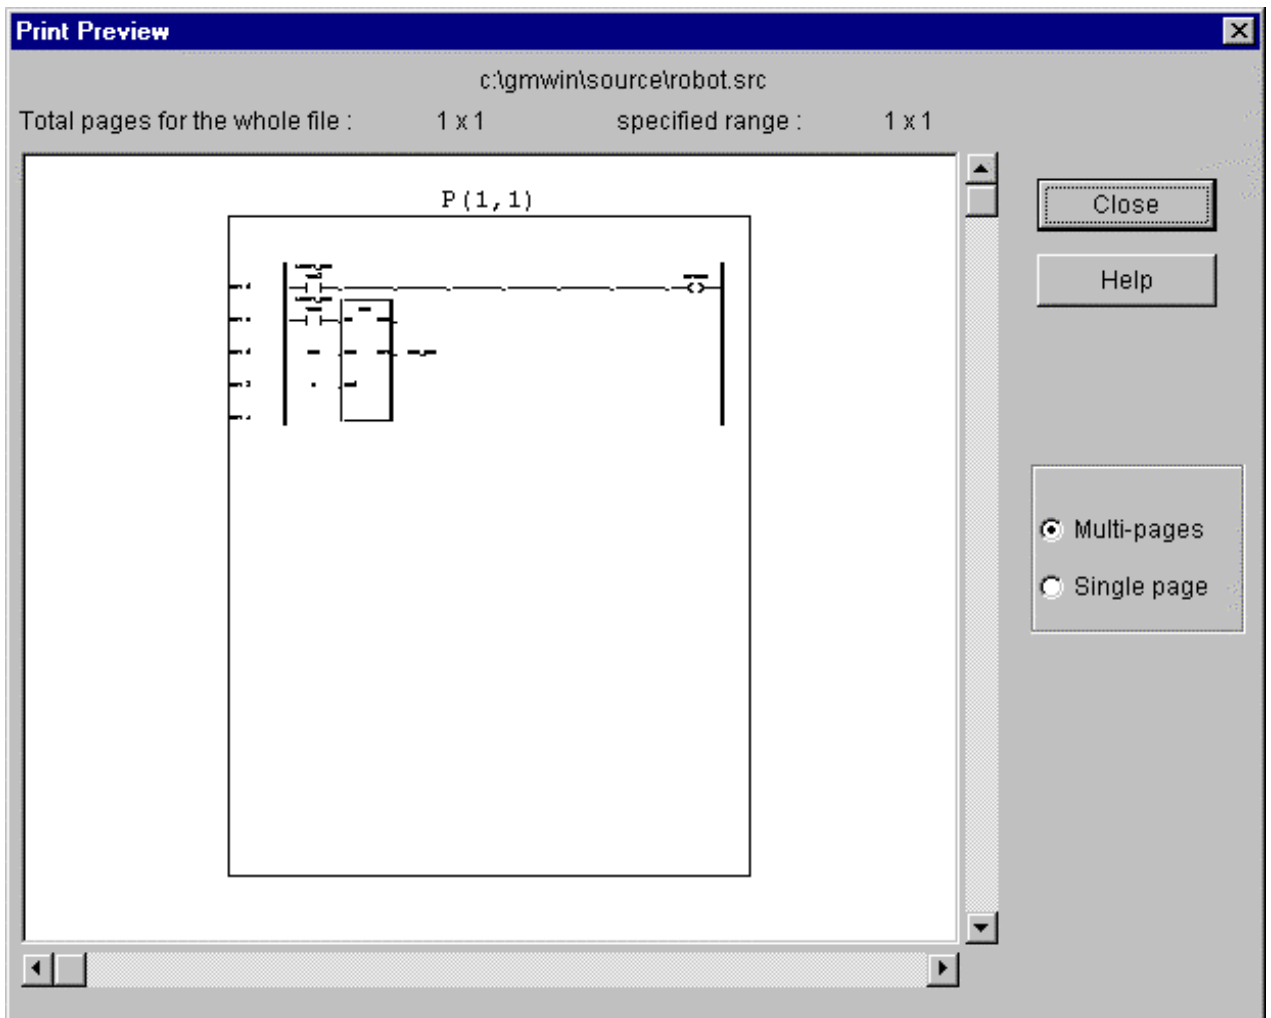 Print Preview
c:\gmwin\source\robot.src
Total pages for the whole file : 1 x 1 specified range : 1 x 1
P(1,1)
Close
Help
Multi-pages
Single page